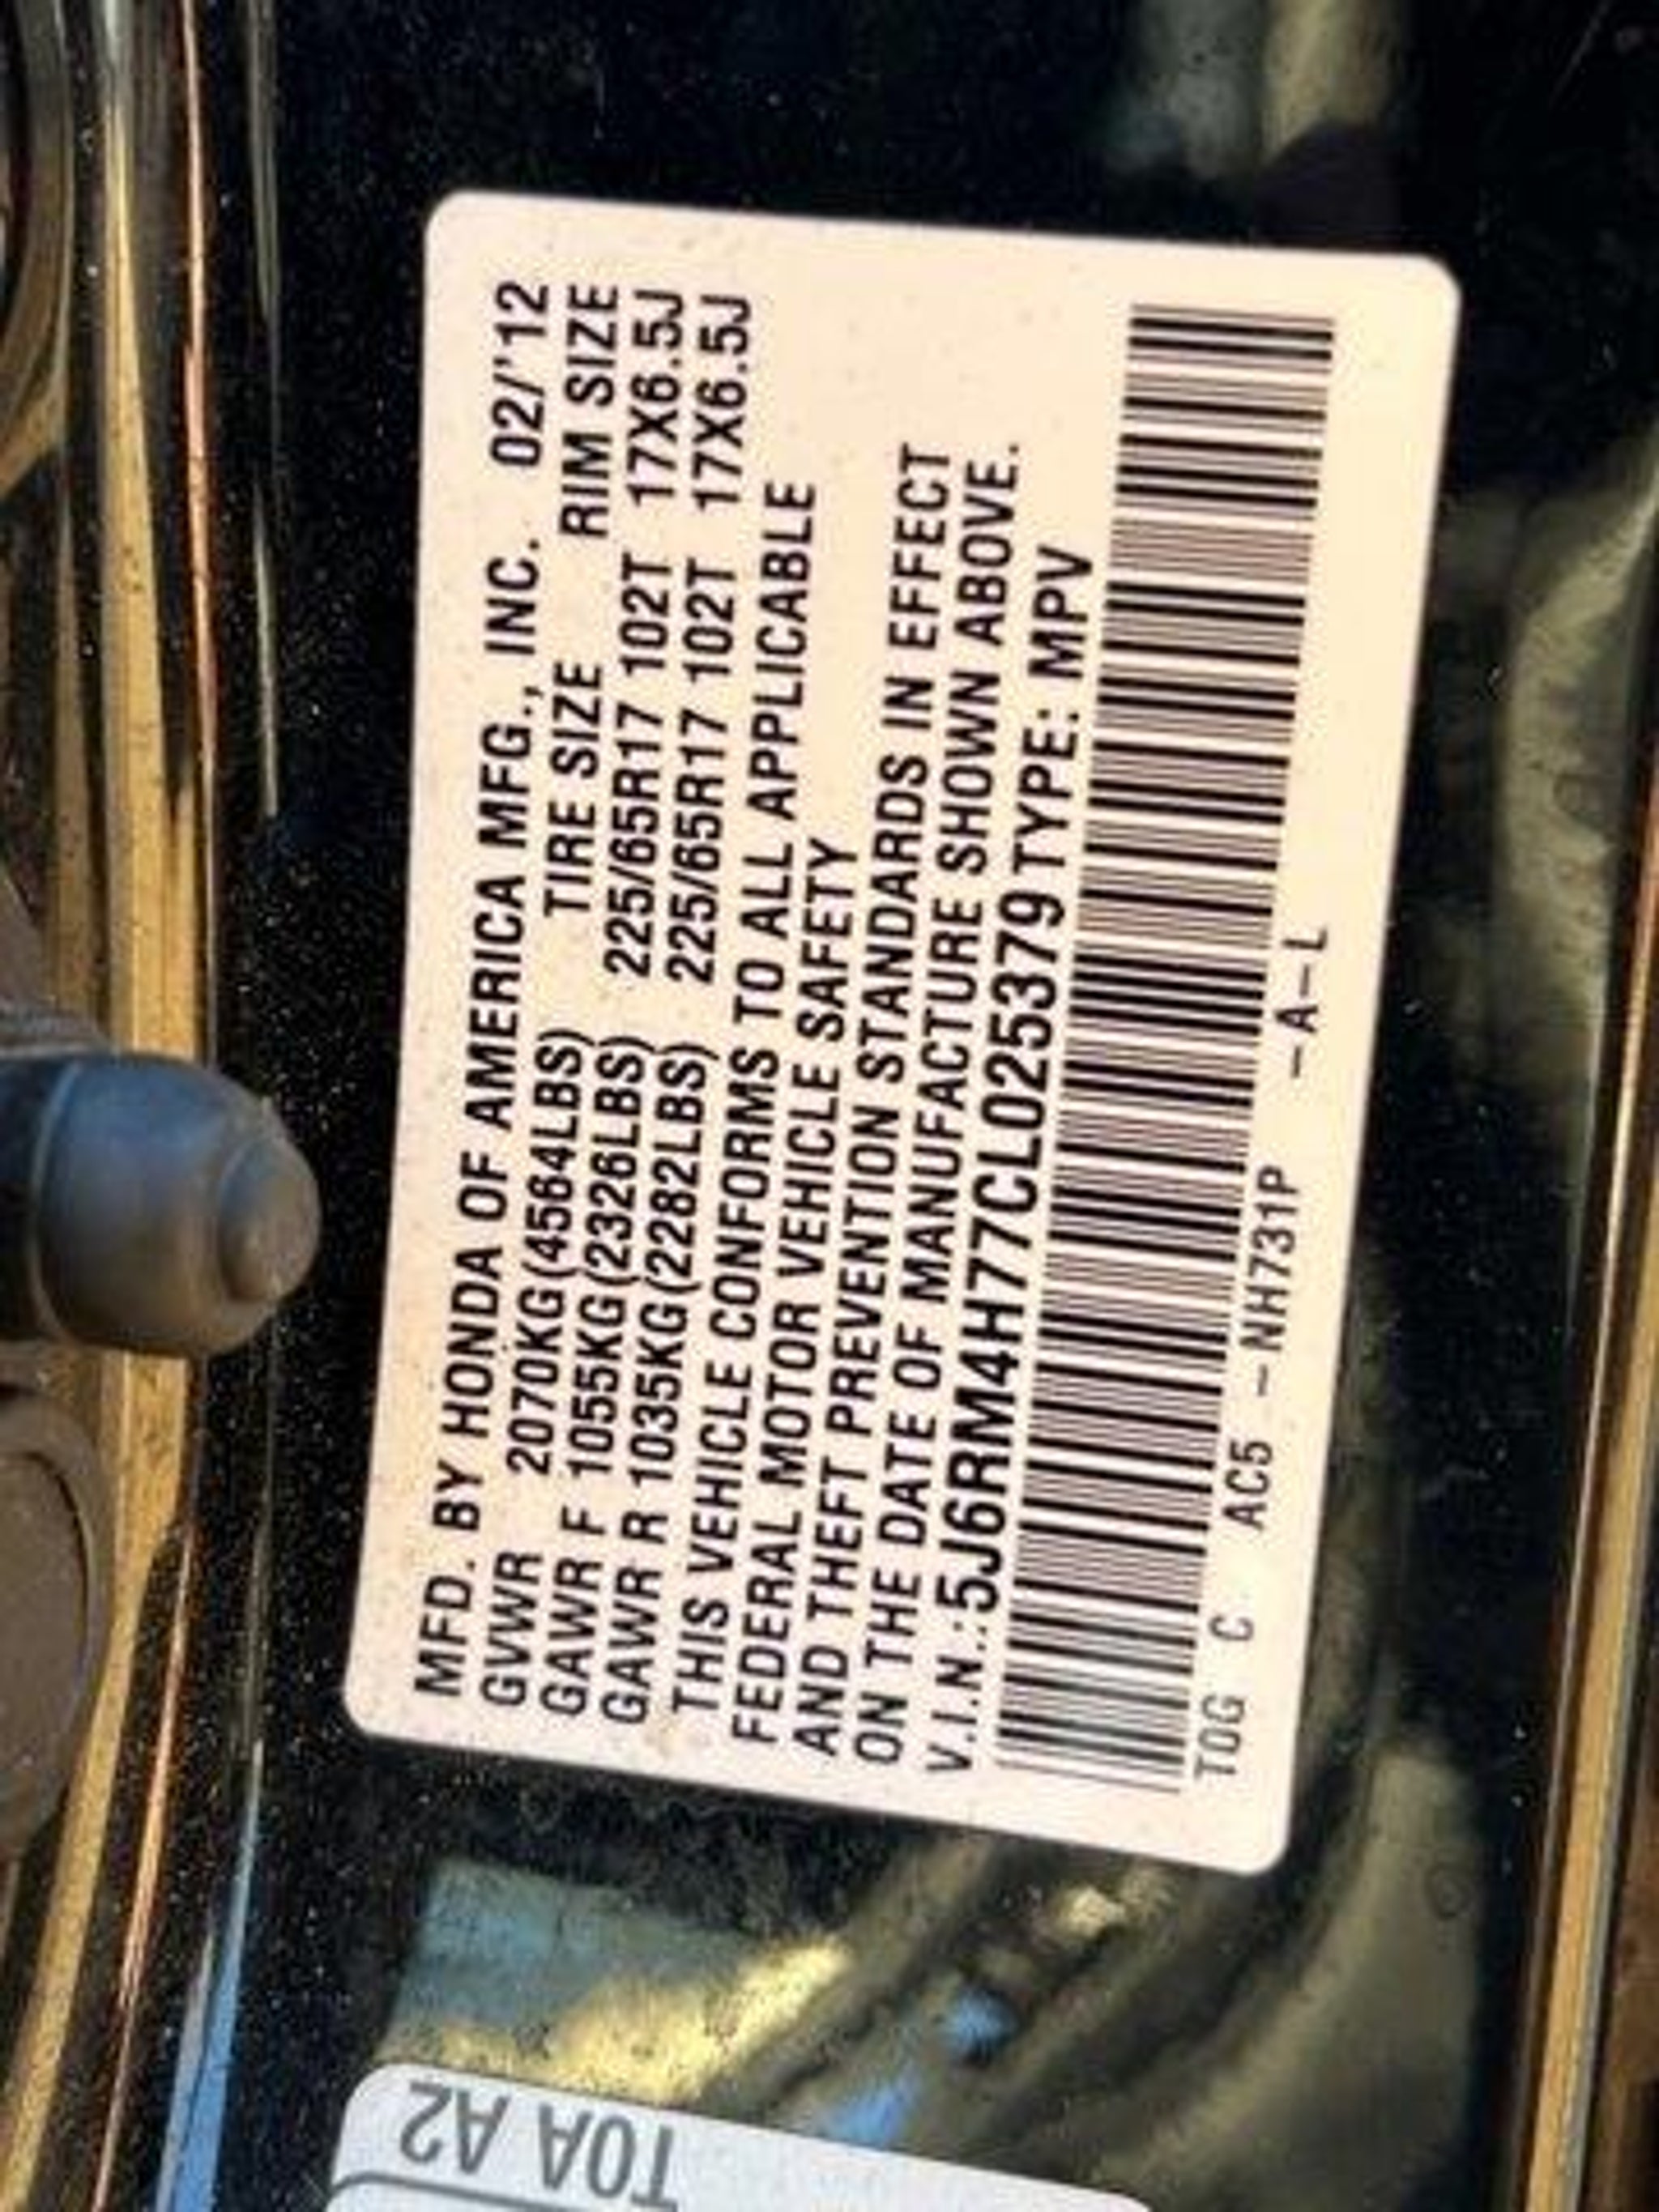 MFD. BY HONDA OF AMERICA MFG., INC. 02/'12
GVWR 2070KG(4564LBS) TIRE SIZE RIM SIZE
GAWR F 1055KG(2326LBS) 225/65R17 102T 17X6.5J
GAWR R 1035KG(2282LBS) 225/65R17 102T 17X6.5J
THIS VEHICLE CONFORMS TO ALL APPLICABLE
FEDERAL MOTOR VEHICLE SAFETY
AND THEFT PREVENTION STANDARDS IN EFFECT
ON THE DATE OF MANUFACTURE SHOWN ABOVE.
V.I.N.:5J6RM4H77CL025379 TYPE: MPV
T0G C AC5 -NH731P -A-L
T0A A2